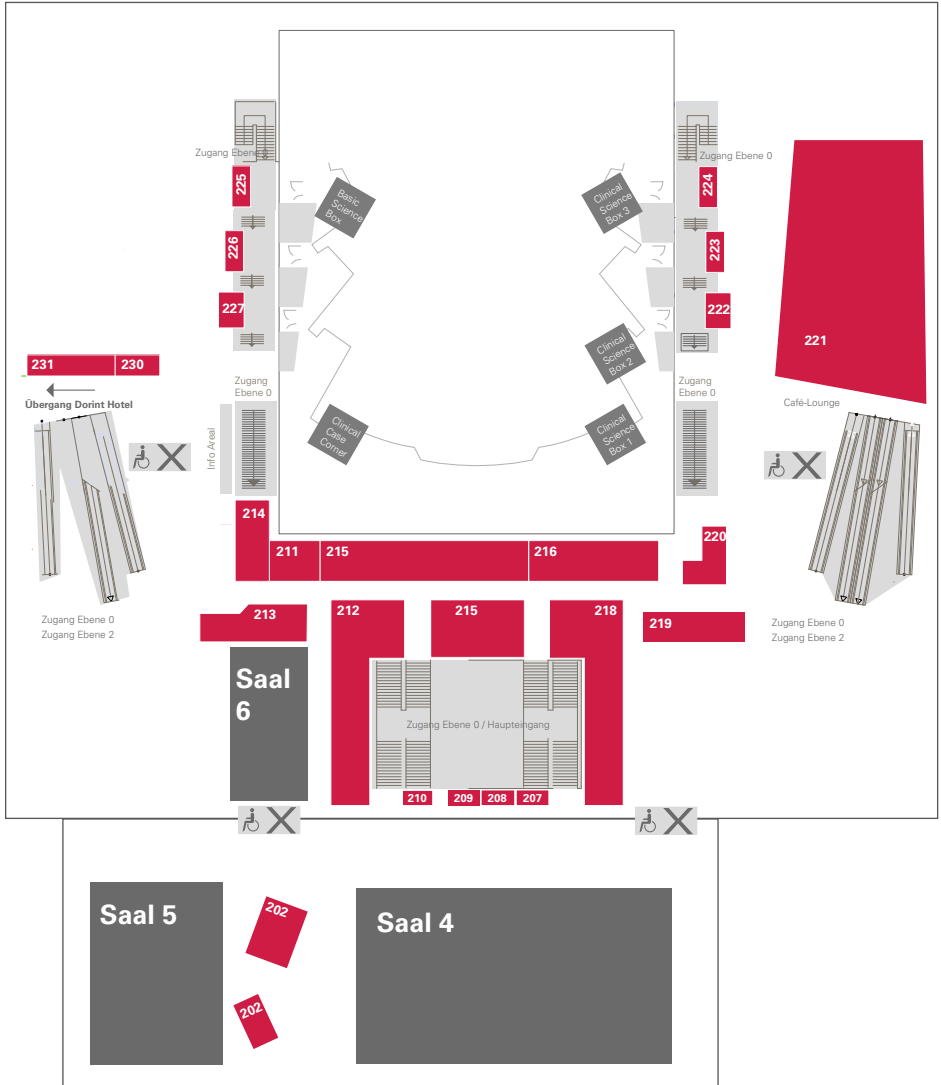 Zugang Ebene 0
Zugang Ebene 0
225
224
Basic
Science
Box
Clinical
Science
Box 3
226
223
227
222
221
Clinical
Science
Box 2
231
230
Übergang Dorint Hotel
Zugang
Ebene 0
Zugang
Ebene 0
Café-Lounge
Info Areal
Clinical
Case
Corner
Clinical
Science
Box 1
214
211
215
216
220
213
212
215
218
219
Zugang Ebene 0
Zugang Ebene 2
Zugang Ebene 0
Zugang Ebene 2
Saal
6
Zugang Ebene 0 / Haupteingang
210
209
208
207
Saal 5
202
Saal 4
202